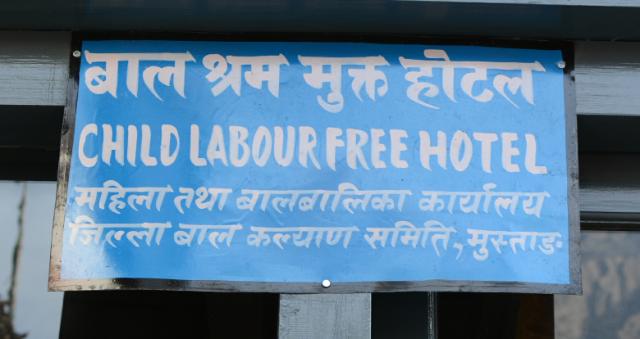 बाल श्रम मुक्त होटल
CHILD LABOUR FREE HOTEL
महिला तथा बालबालिका कार्यालय
जिल्ला बाल कल्याण समिति, मुस्ताङ